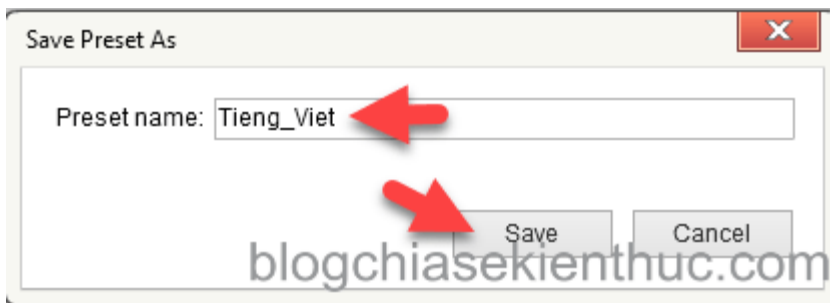 Save Preset As
Preset name: Tieng_Viet
Save Cancel
blogchiasekienthuc.com